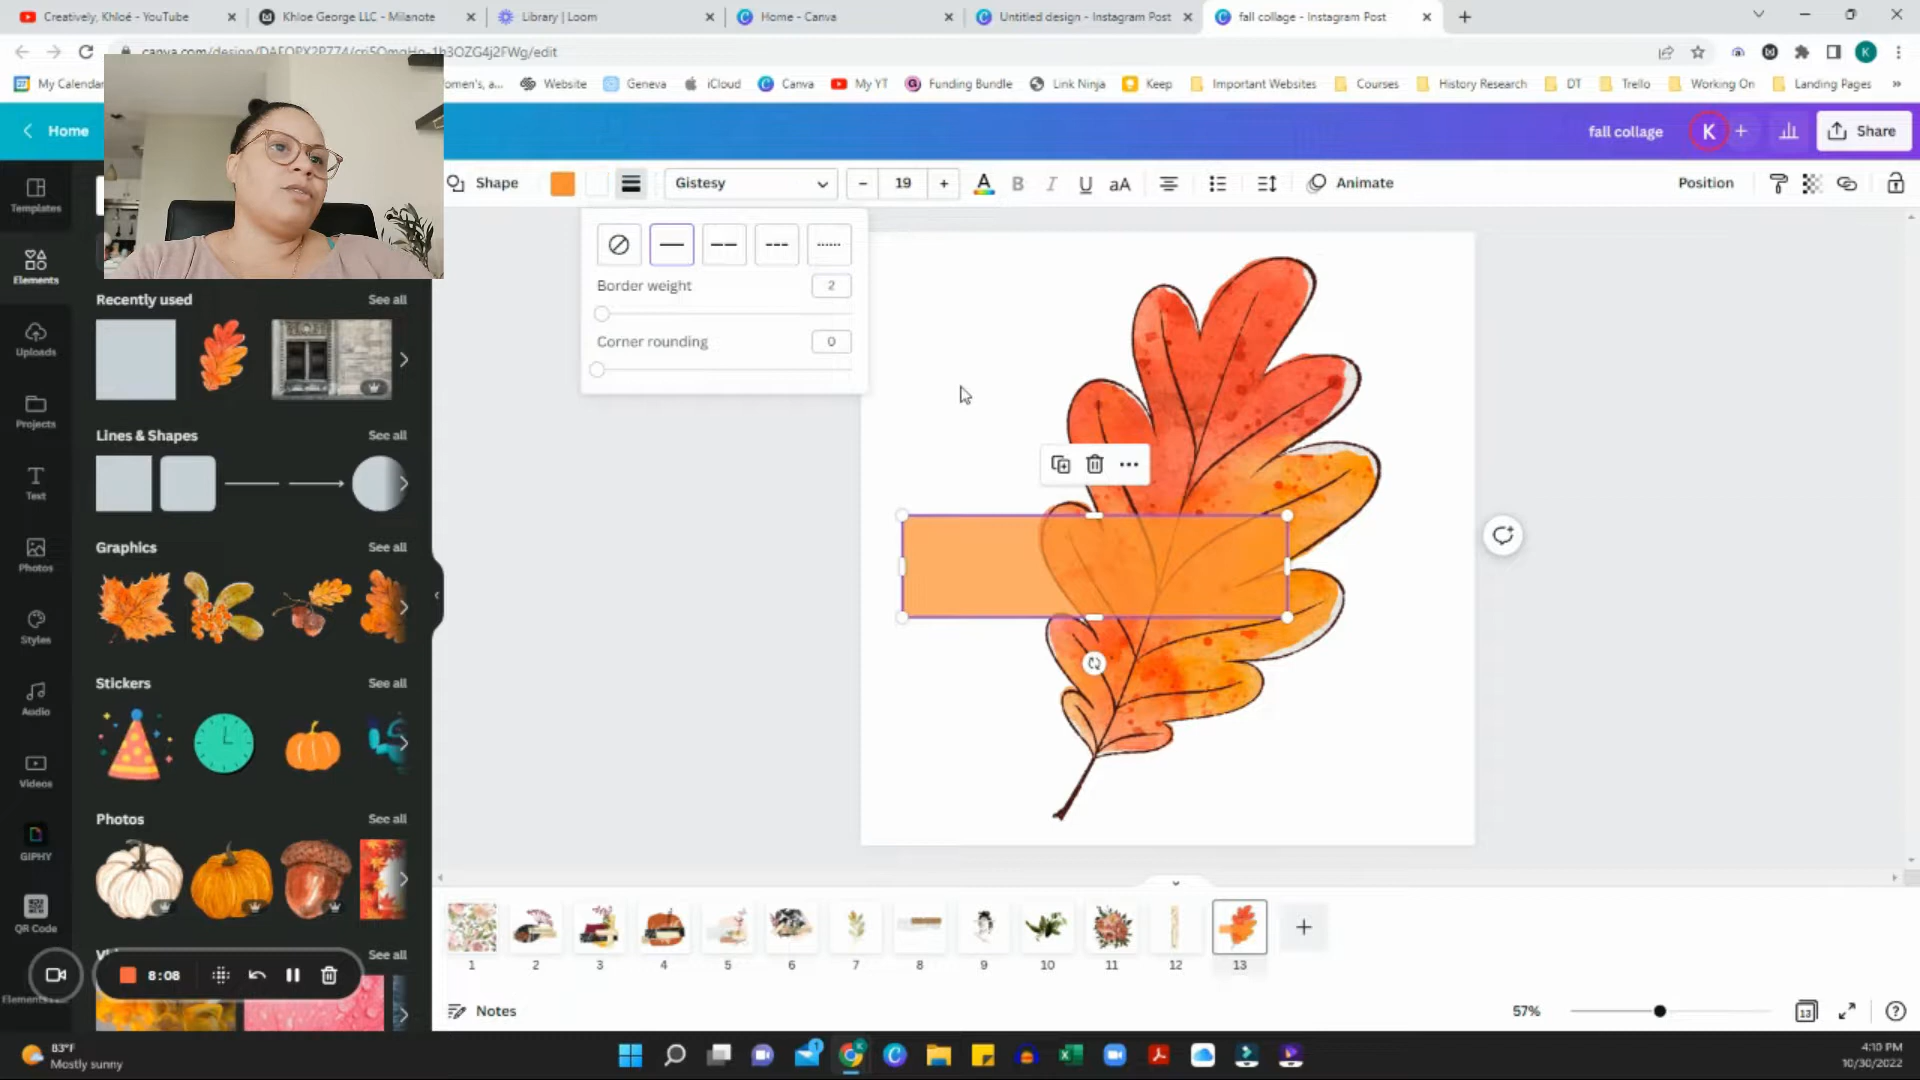 Creatively, Khloé - YouTube
Khloe George LLC - Milanote
Library | Loom
Home - Canva
Untitled design - Instagram Post
fall collage - Instagram Post
My Calendar
omen's, a...
Website
Geneva
iCloud
Canva
My YT
Funding Bundle
Link Ninja
Keep
Important Websites
Courses
History Research
DT
Trello
Working On
Landing Pages
Home
fall collage
K
Share
Shape
Gistesy
19
A
B
I
U
aA
Animate
Position
Templates
Elements
Uploads
Projects
Text
Photos
Styles
Audio
Videos
GIPHY
QR Code
Border weight
2
Corner rounding
0
Recently used
See all
Lines & Shapes
See all
Graphics
See all
Stickers
See all
Photos
See all
See all
8:08
1
2
3
4
5
6
7
8
9
10
11
12
13
Notes
57%
13
83°F
Mostly sunny
4:10 PM
10/30/2022